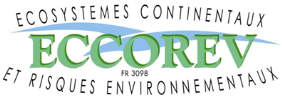 ECOSYSTEMES CONTINENTAUX
ECCOREV
FR 3098
ET RISQUES ENVIRONNEMENTAUX